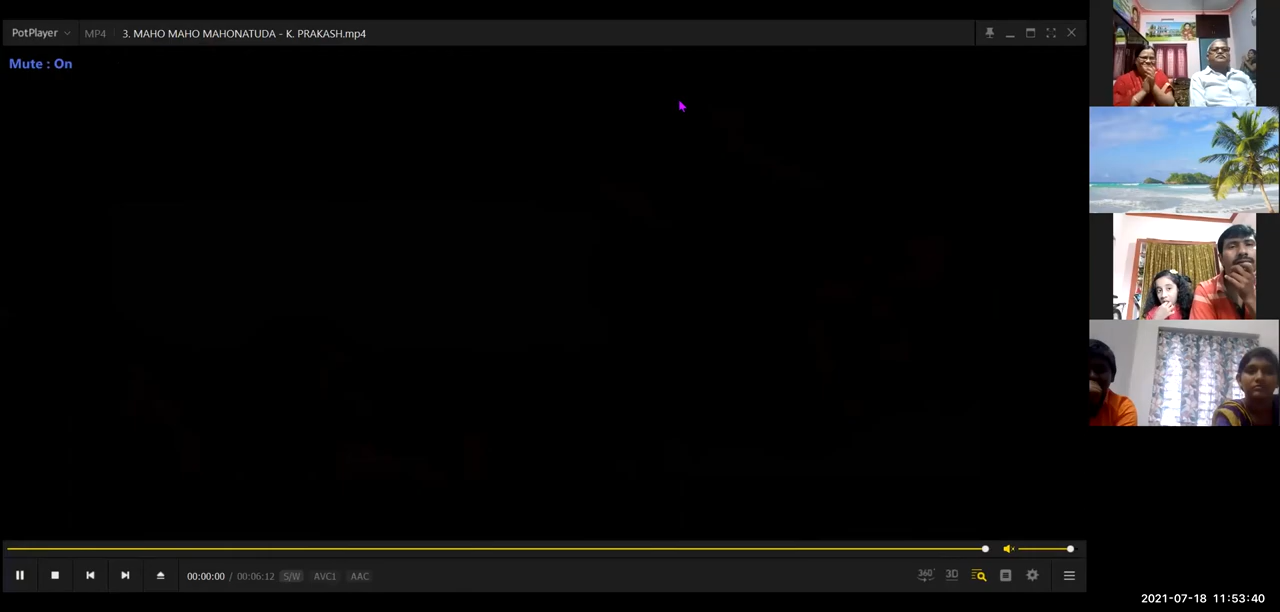 PotPlayer MP4 3. MAHO MAHO MAHONATUDA - K. PRAKASH.mp4
Mute : On
00:00:00 / 00:06:12 S/W AVC1 AAC 360° 3D
2021-07-18 11:53:40